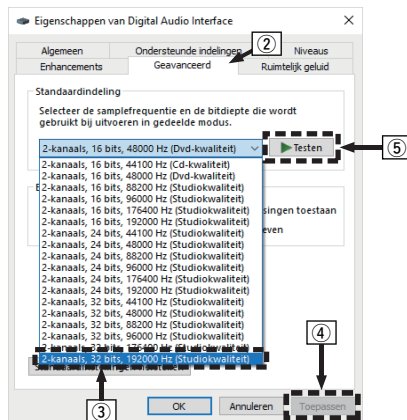 Eigenschappen van Digital Audio Interface
Algemeen Ondersteunde indelingen Niveaus
②
Enhancements Geavanceerd Ruimtelijk geluid
Standaardindeling
Selecteer de samplefrequentie en de bitdiepte die wordt
gebruikt bij uitvoeren in gedeelde modus.
2-kanaals, 16 bits, 48000 Hz (Dvd-kwaliteit) Testen
⑤
2-kanaals, 16 bits, 44100 Hz (Cd-kwaliteit)
2-kanaals, 16 bits, 48000 Hz (Dvd-kwaliteit)
2-kanaals, 16 bits, 88200 Hz (Studiokwaliteit)
2-kanaals, 16 bits, 96000 Hz (Studiokwaliteit)
2-kanaals, 16 bits, 176400 Hz (Studiokwaliteit)
2-kanaals, 16 bits, 192000 Hz (Studiokwaliteit)
singen toestaan
2-kanaals, 24 bits, 44100 Hz (Studiokwaliteit)
2-kanaals, 24 bits, 48000 Hz (Studiokwaliteit)
even
2-kanaals, 24 bits, 88200 Hz (Studiokwaliteit)
2-kanaals, 24 bits, 96000 Hz (Studiokwaliteit)
2-kanaals, 24 bits, 176400 Hz (Studiokwaliteit)
2-kanaals, 24 bits, 192000 Hz (Studiokwaliteit)
2-kanaals, 32 bits, 44100 Hz (Studiokwaliteit)
2-kanaals, 32 bits, 48000 Hz (Studiokwaliteit)
2-kanaals, 32 bits, 88200 Hz (Studiokwaliteit)
2-kanaals, 32 bits, 96000 Hz (Studiokwaliteit)
2-kanaals, 32 bits, 176400 Hz (Studiokwaliteit)
2-kanaals, 32 bits, 192000 Hz (Studiokwaliteit)
④
③
OK Annuleren Toepassen